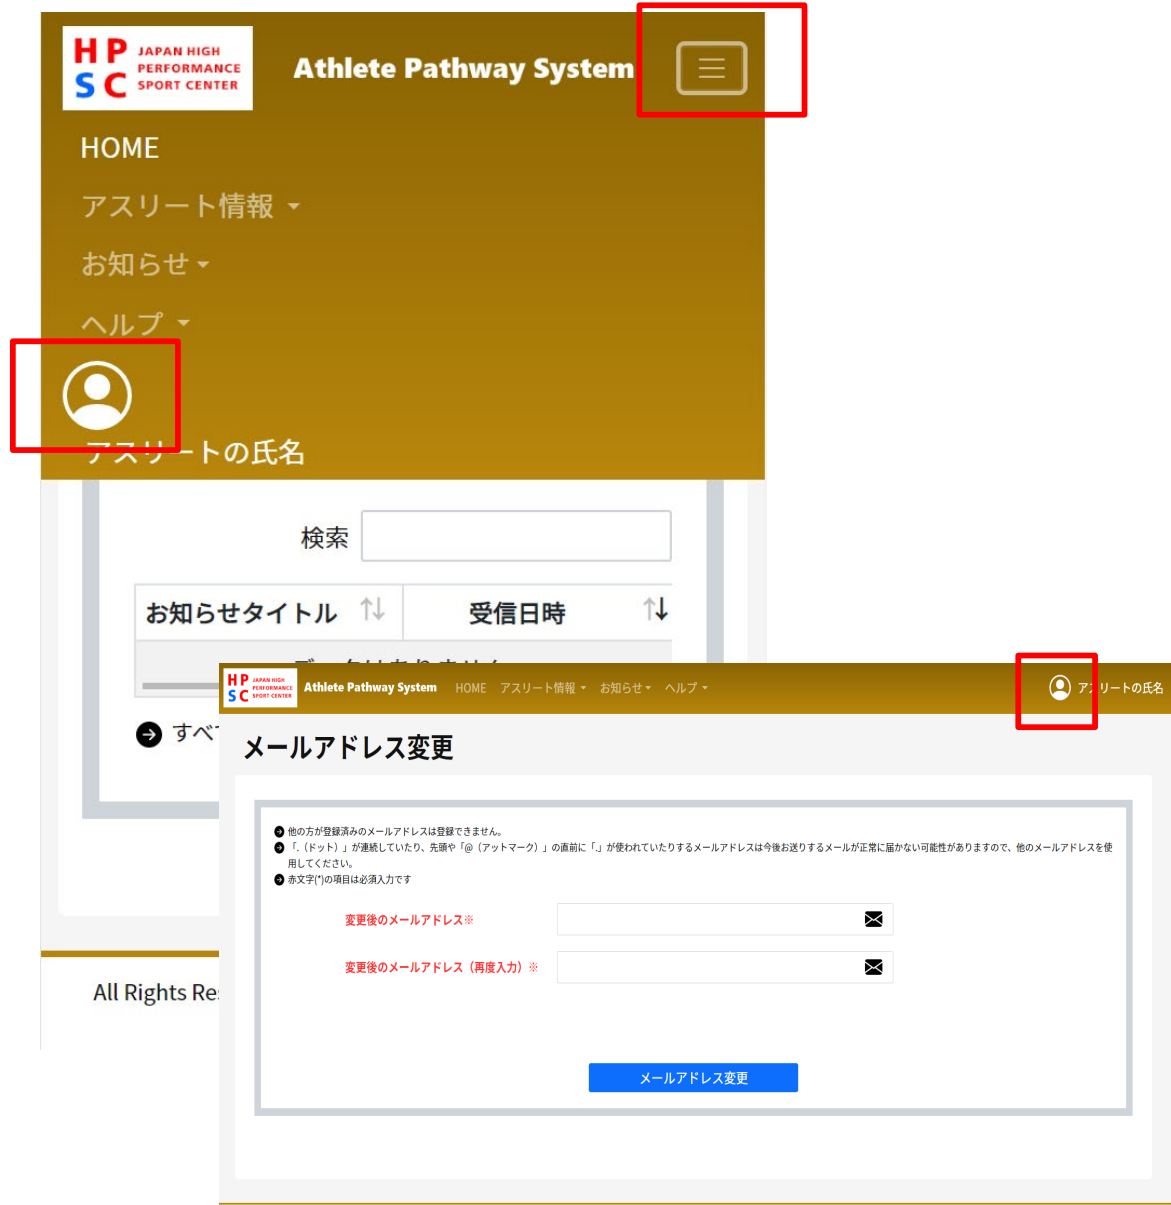 HP
SC
JAPAN HIGH
PERFORMANCE
SPORT CENTER
Athlete Pathway System
HOME
アスリート情報
お知らせ
ヘルプ
アスリートの氏名
検索
お知らせタイトル
受信日時
データはありません
すべ
All Rights Res
HP
SC
JAPAN HIGH
PERFORMANCE
SPORT CENTER
Athlete Pathway System HOME アスリート情報 お知らせ ヘルプ アスリートの氏名
メールアドレス変更
他の方が登録済みのメールアドレスは登録できません。
「.（ドット）」が連続していたり、先頭や「@（アットマーク）」の直前に「.」が使われていたりするメールアドレスは今後お送りするメールが正常に届かない可能性がありますので、他のメールアドレスを使
用してください。
赤文字(*)の項目は必須入力です
変更後のメールアドレス※
変更後のメールアドレス（再度入力）※
メールアドレス変更